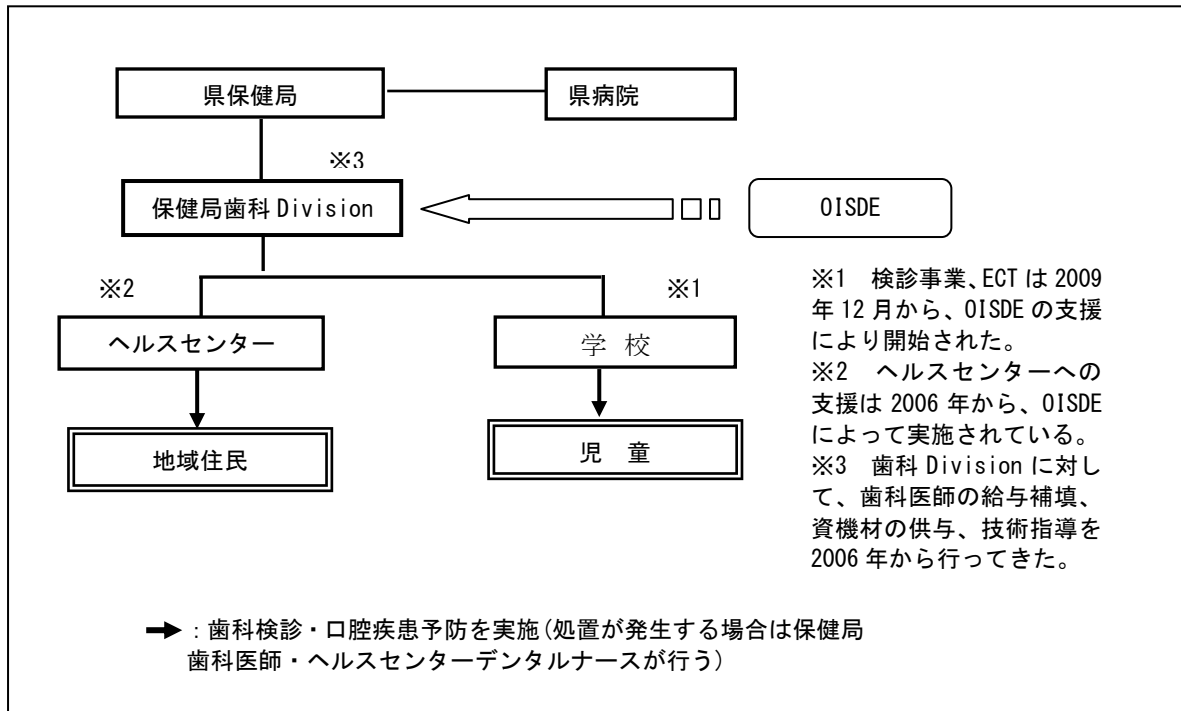 県保健局
県病院
※3
保健局歯科 Division
OISDE
※2
※1
ヘルスセンター
学 校
地域住民
児 童
※1 検診事業、ECT は 2009
年 12 月から、OISDE の支援
により開始された。
※2 ヘルスセンターへの
支援は 2006 年から、OISDE
によって実施されている。
※3 歯科 Division に対し
て、歯科医師の給与補填、
資機材の供与、技術指導を
2006 年から行ってきた。
:歯科検診・口腔疾患予防を実施(処置が発生する場合は保健局
歯科医師・ヘルスセンターデンタルナースが行う)